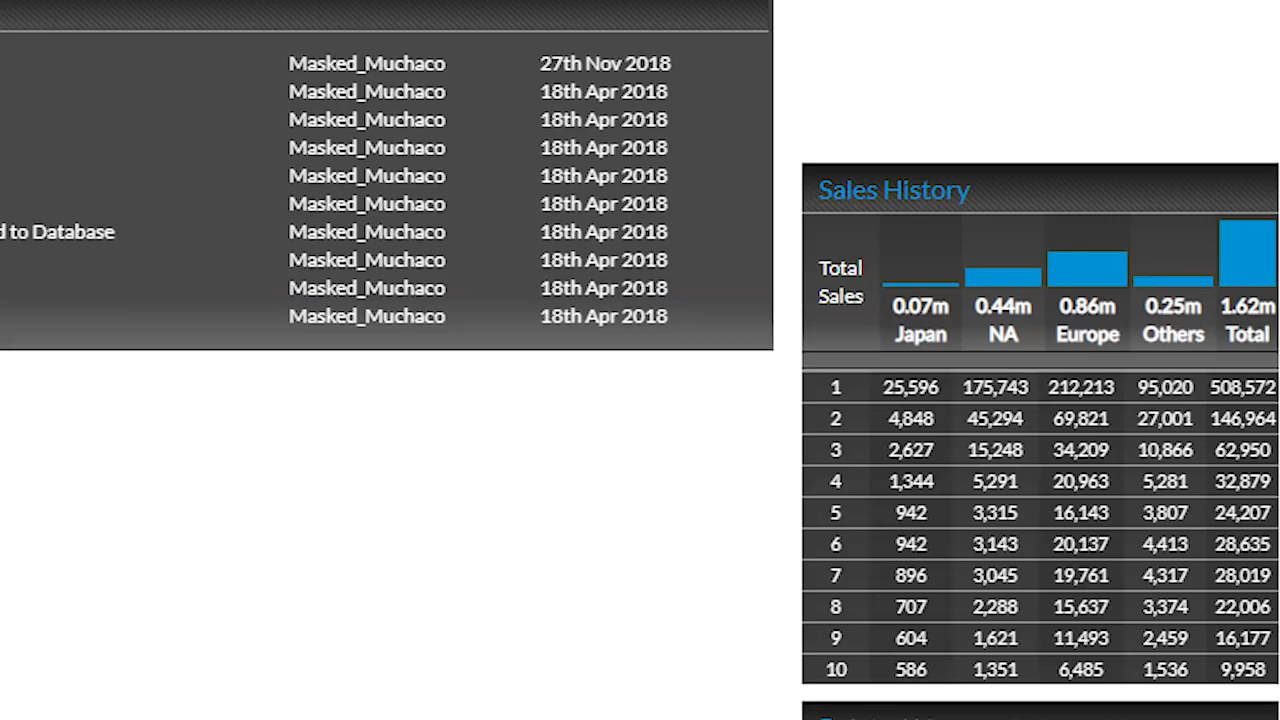 Masked_Muchaco 27th Nov 2018
Masked_Muchaco 18th Apr 2018
Masked_Muchaco 18th Apr 2018
Masked_Muchaco 18th Apr 2018
Masked_Muchaco 18th Apr 2018
Masked_Muchaco 18th Apr 2018
d to Database Masked_Muchaco 18th Apr 2018
Masked_Muchaco 18th Apr 2018
Masked_Muchaco 18th Apr 2018
Masked_Muchaco 18th Apr 2018
Sales History
Total Sales
0.07m 0.44m 0.86m 0.25m 1.62m
Japan NA Europe Others Total
1 25,596 175,743 212,213 95,020 508,572
2 4,848 45,294 69,821 27,001 146,964
3 2,627 15,248 34,209 10,866 62,950
4 1,344 5,291 20,963 5,281 32,879
5 942 3,315 16,143 3,807 24,207
6 942 3,143 20,137 4,413 28,635
7 896 3,045 19,761 4,317 28,019
8 707 2,288 15,637 3,374 22,006
9 604 1,621 11,493 2,459 16,177
10 586 1,351 6,485 1,536 9,958